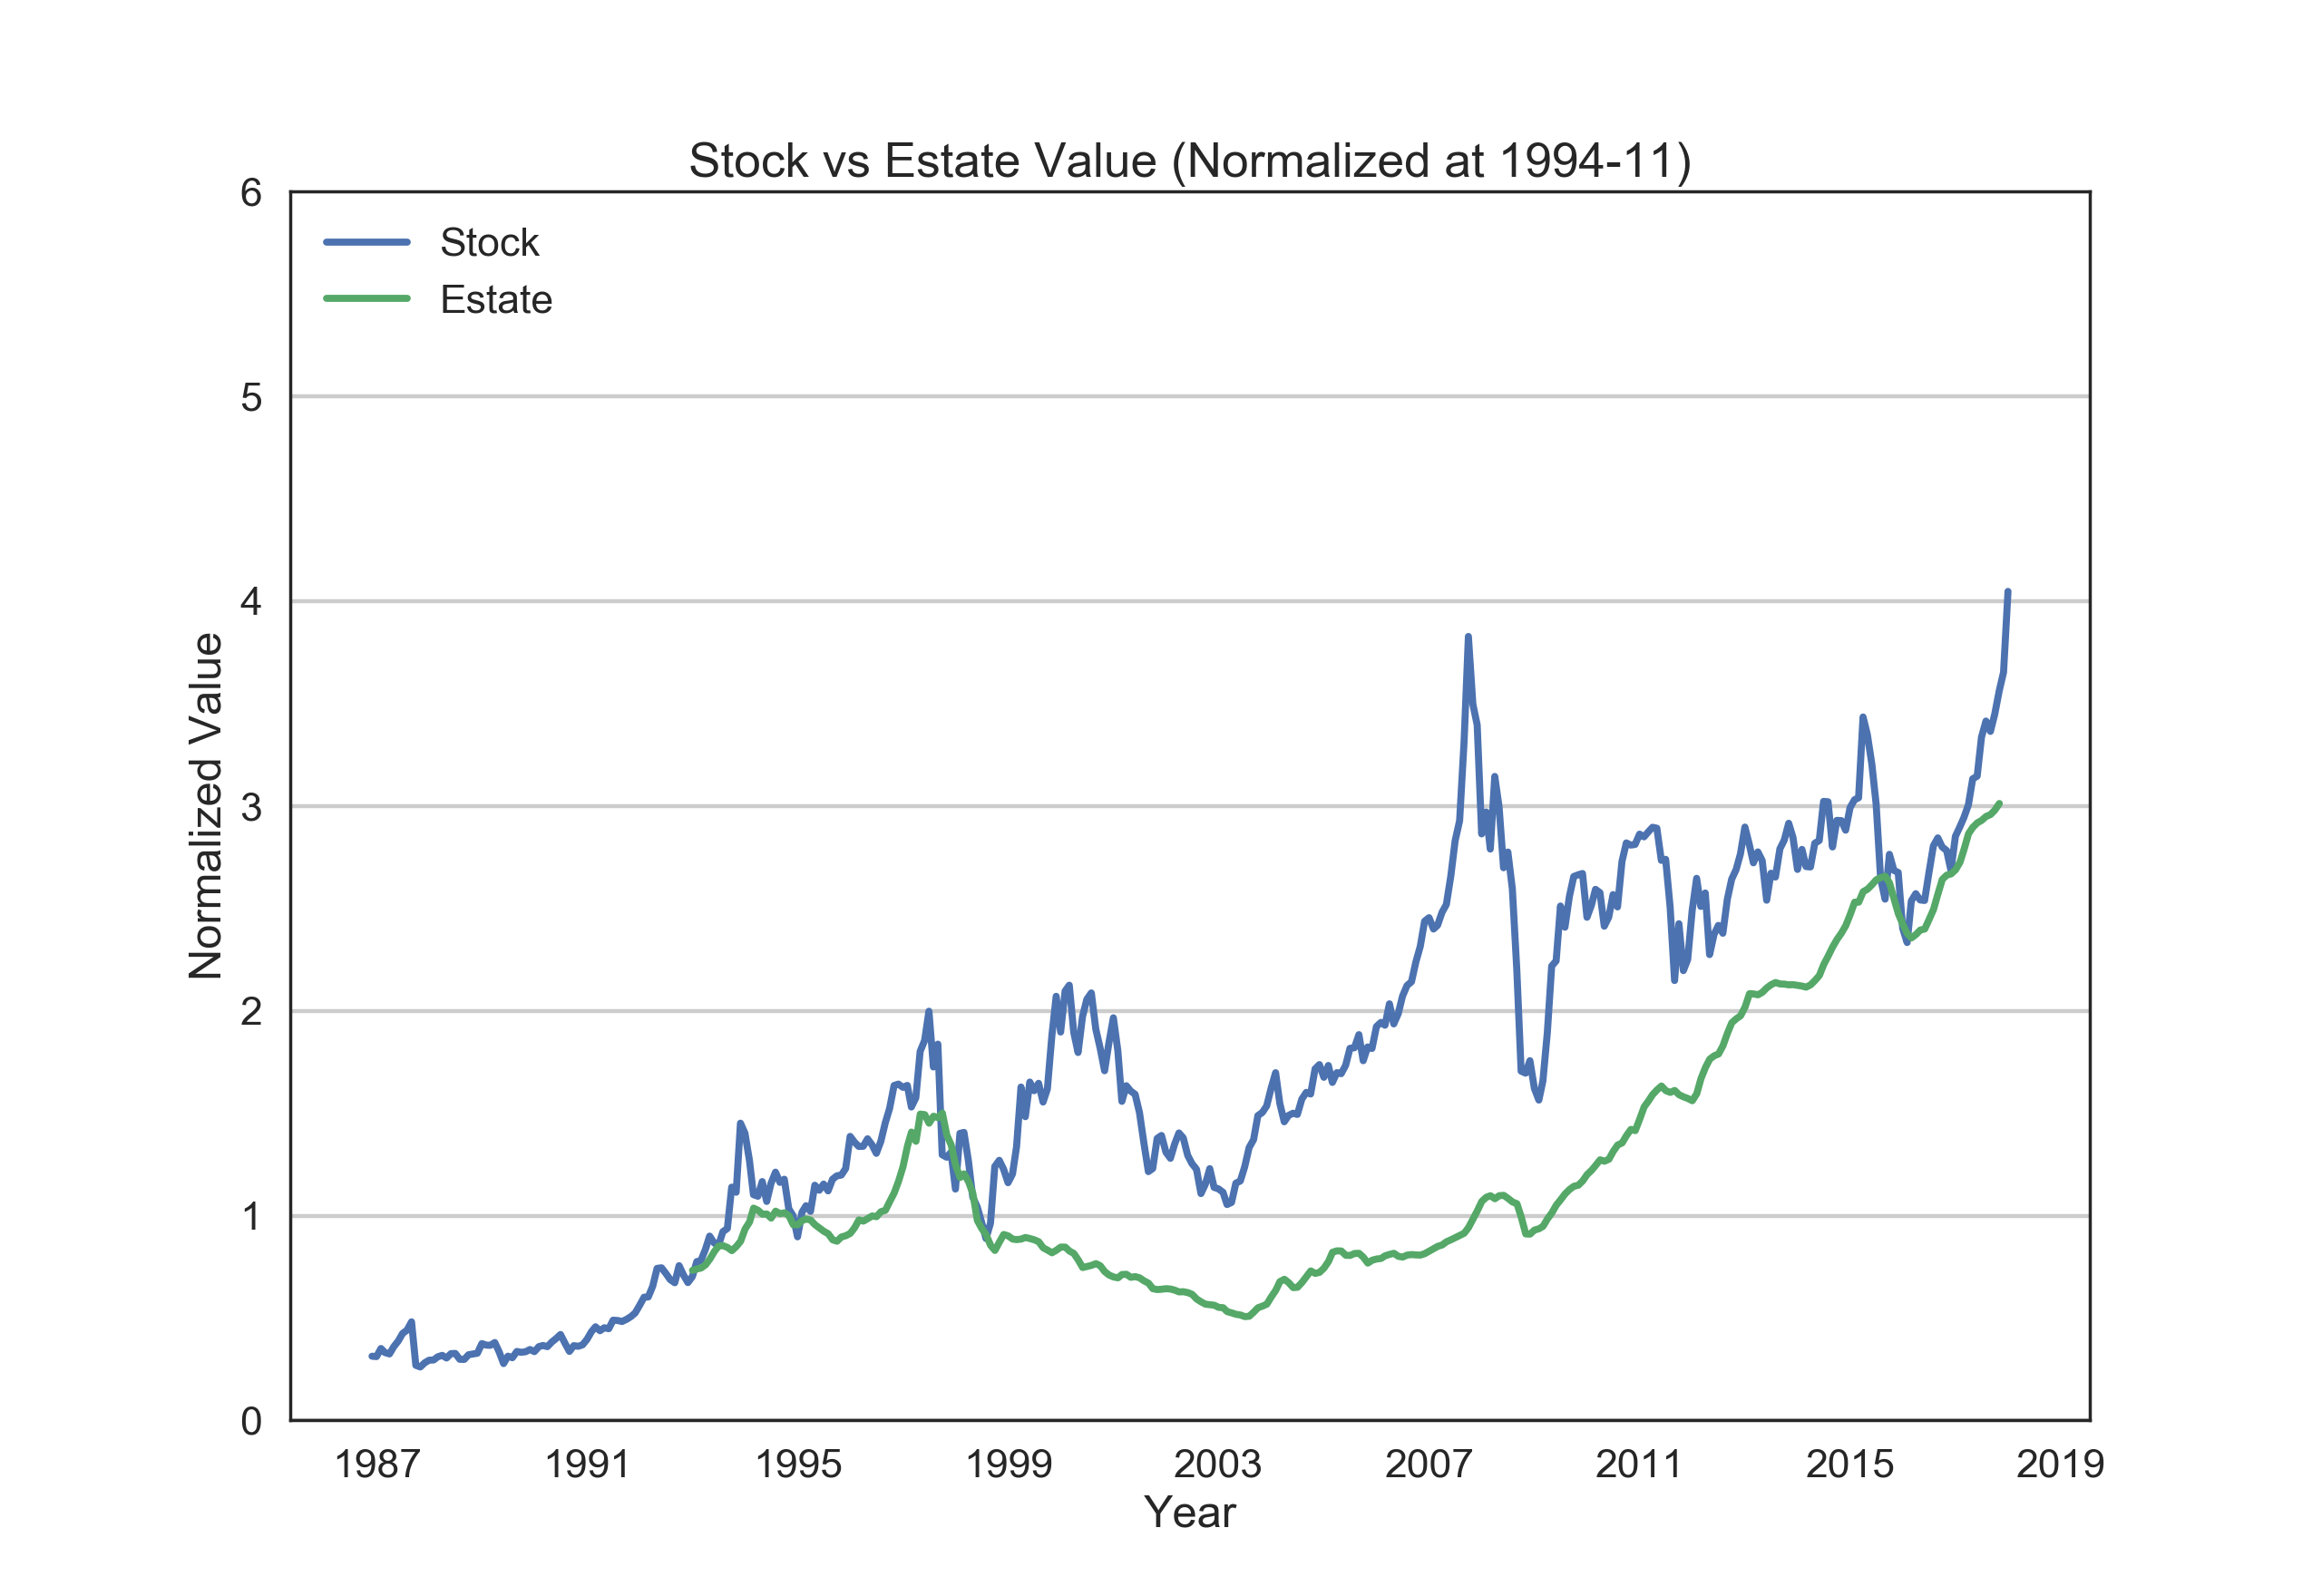 Stock vs Estate Value (Normalized at 1994-11)
6
Stock
Estate
5
4
3
2
1
0
Normalized Value
1987 1991 1995 1999 2003 2007 2011 2015 2019
Year